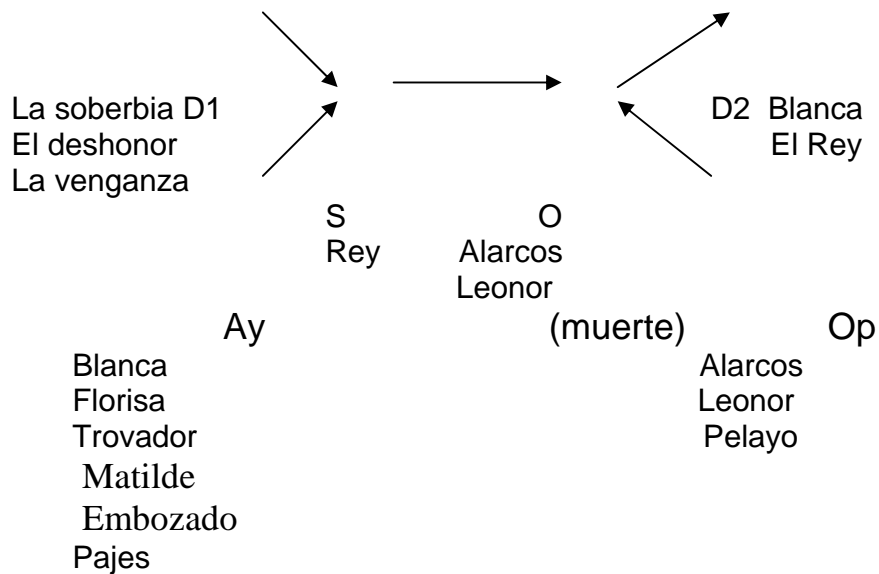 La soberbia D1 D2 Blanca
El deshonor El Rey
La venganza
S O
Rey Alarcos
Leonor
Ay (muerte) Op
Blanca Alarcos
Florisa Leonor
Trovador Pelayo
Matilde
Embozado
Pajes